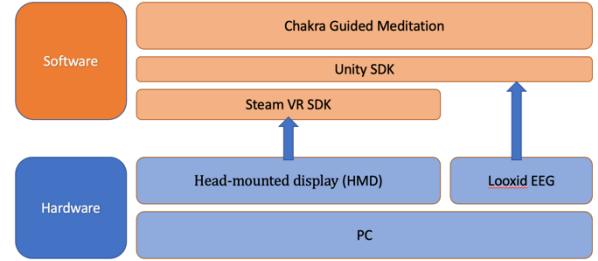 Software
Chakra Guided Meditation
Unity SDK
Steam VR SDK
Hardware
Head-mounted display (HMD)
Looxid EEG
PC